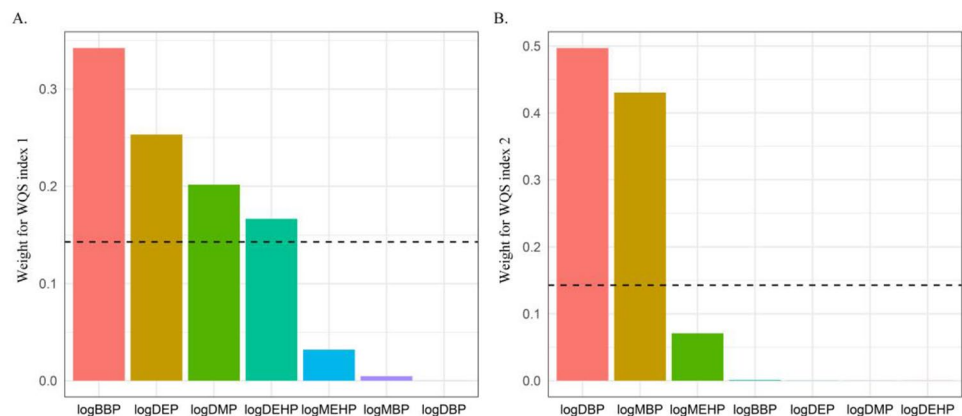 A.
Weight for WQS index 1
0.3
0.2
0.1
0.0
logBBP logDEP logDMP logDEHP logMEHP logMBP logDBP
B.
Weight for WQS index 2
0.5
0.4
0.3
0.2
0.1
0.0
logDBP logMBP logMEHP logBBP logDEP logDMP logDEHP